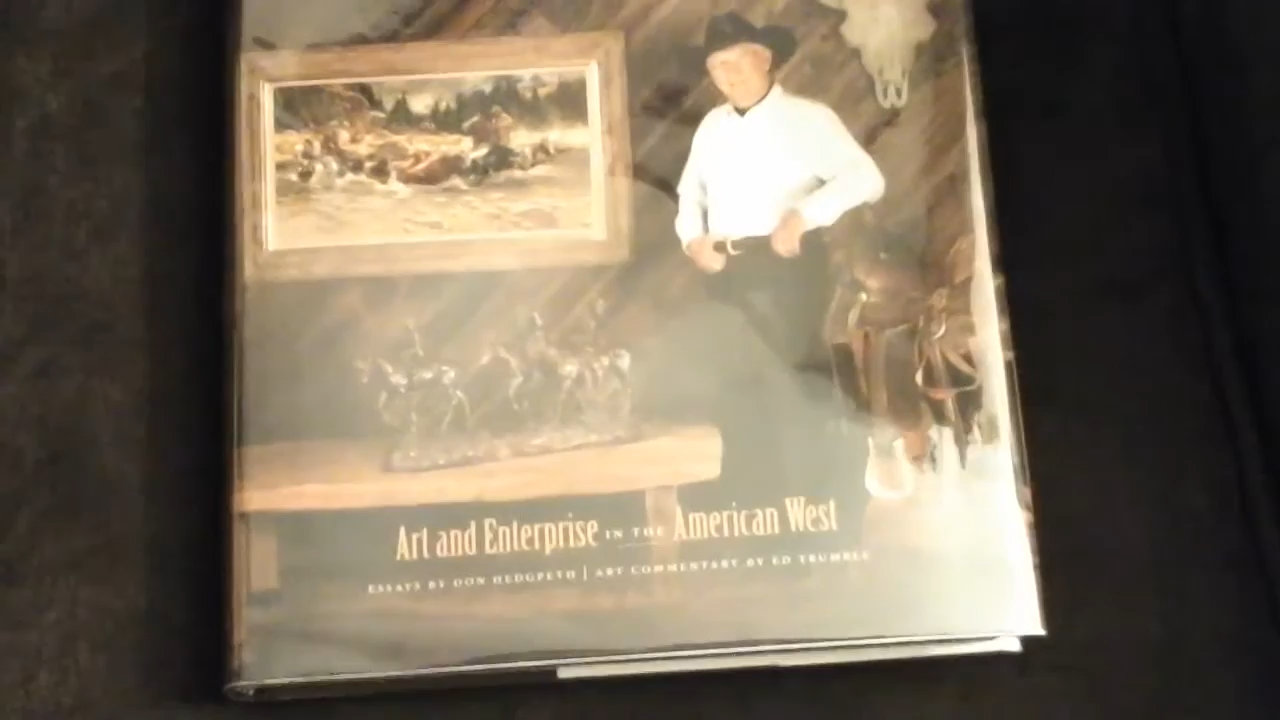 Art and Enterprise IN THE American West
ESSAYS BY DON HEDGPETH | ART COMMENTARY BY ED TRUMBLE